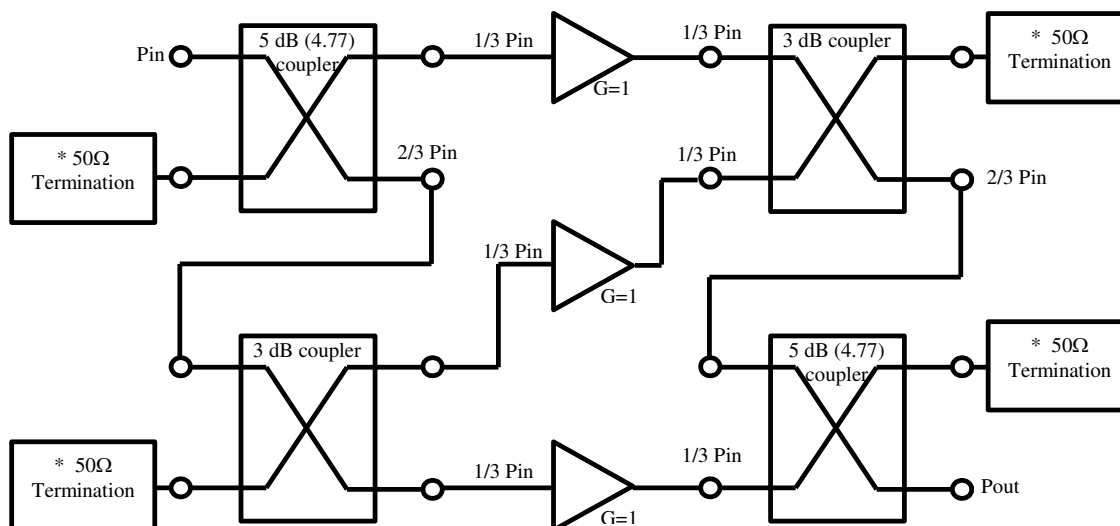 Pin
5 dB (4.77)
coupler
1/3 Pin
G=1
1/3 Pin
3 dB coupler
* 50Ω
Termination
* 50Ω
Termination
2/3 Pin
1/3 Pin
2/3 Pin
1/3 Pin
G=1
3 dB coupler
5 dB (4.77)
coupler
* 50Ω
Termination
* 50Ω
Termination
1/3 Pin
G=1
1/3 Pin
Pout